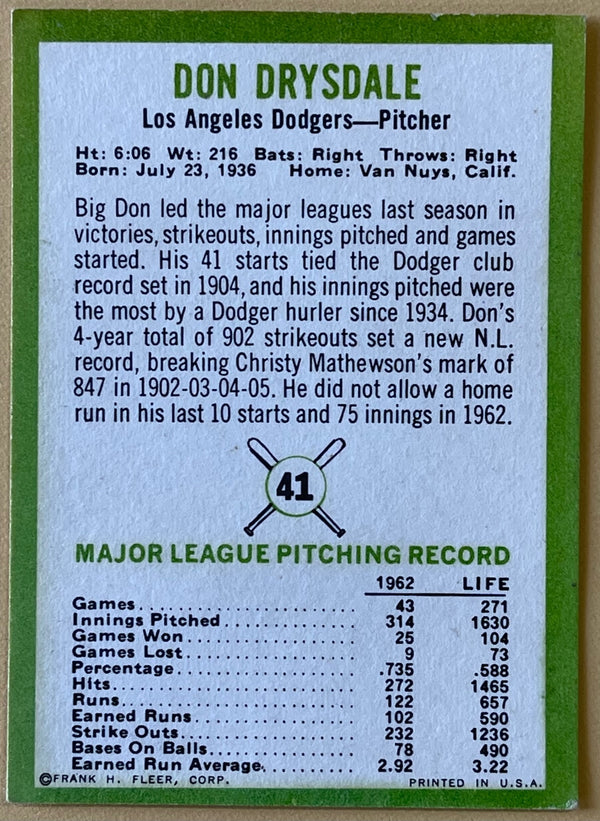 DON DRYSDALE
Los Angeles Dodgers—Pitcher
Ht: 6:06 Wt: 216 Bats: Right Throws: Right
Born: July 23, 1936 Home: Van Nuys, Calif.
Big Don led the major leagues last season in
victories, strikeouts, innings pitched and games
started. His 41 starts tied the Dodger club
record set in 1904, and his innings pitched were
the most by a Dodger hurler since 1934. Don's
4-year total of 902 strikeouts set a new N.L.
record, breaking Christy Mathewson's mark of
847 in 1902-03-04-05. He did not allow a home
run in his last 10 starts and 75 innings in 1962.
41
MAJOR LEAGUE PITCHING RECORD
1962 LIFE
Games 43 271
Innings Pitched 314 1630
Games Won 25 104
Games Lost 9 73
Percentage .735 .588
Hits 272 1465
Runs 122 657
Earned Runs 102 590
Strike Outs 232 1236
Bases On Balls 78 490
Earned Run Average 2.92 3.22
©FRANK H. FLEER, CORP. PRINTED IN U.S.A.